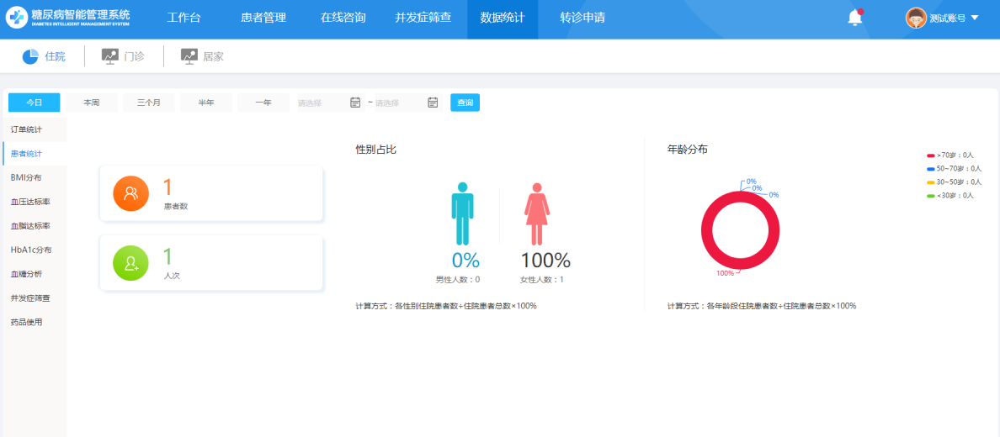 糖尿病智能管理系统
DIABETES INTELLIGENT MANAGEMENT SYSTEM
工作台
患者管理
在线咨询
并发症筛查
数据统计
转诊申请
测试账号
住院
门诊
居家
今日
本周
三个月
半年
一年
请选择
~
请选择
查询
订单统计
患者统计
BMI分布
血压达标率
血脂达标率
HbA1c分布
血糖分析
并发症筛查
药品使用
1
患者数
1
人次
性别占比
0%
男性人数：0
100%
女性人数：1
计算方式：各性别住院患者数÷住院患者总数×100%
年龄分布
>70岁：0人
50~70岁：0人
30~50岁：0人
<30岁：0人
0%
0%
0%
100%
计算方式：各年龄段住院患者数÷住院患者总数×100%